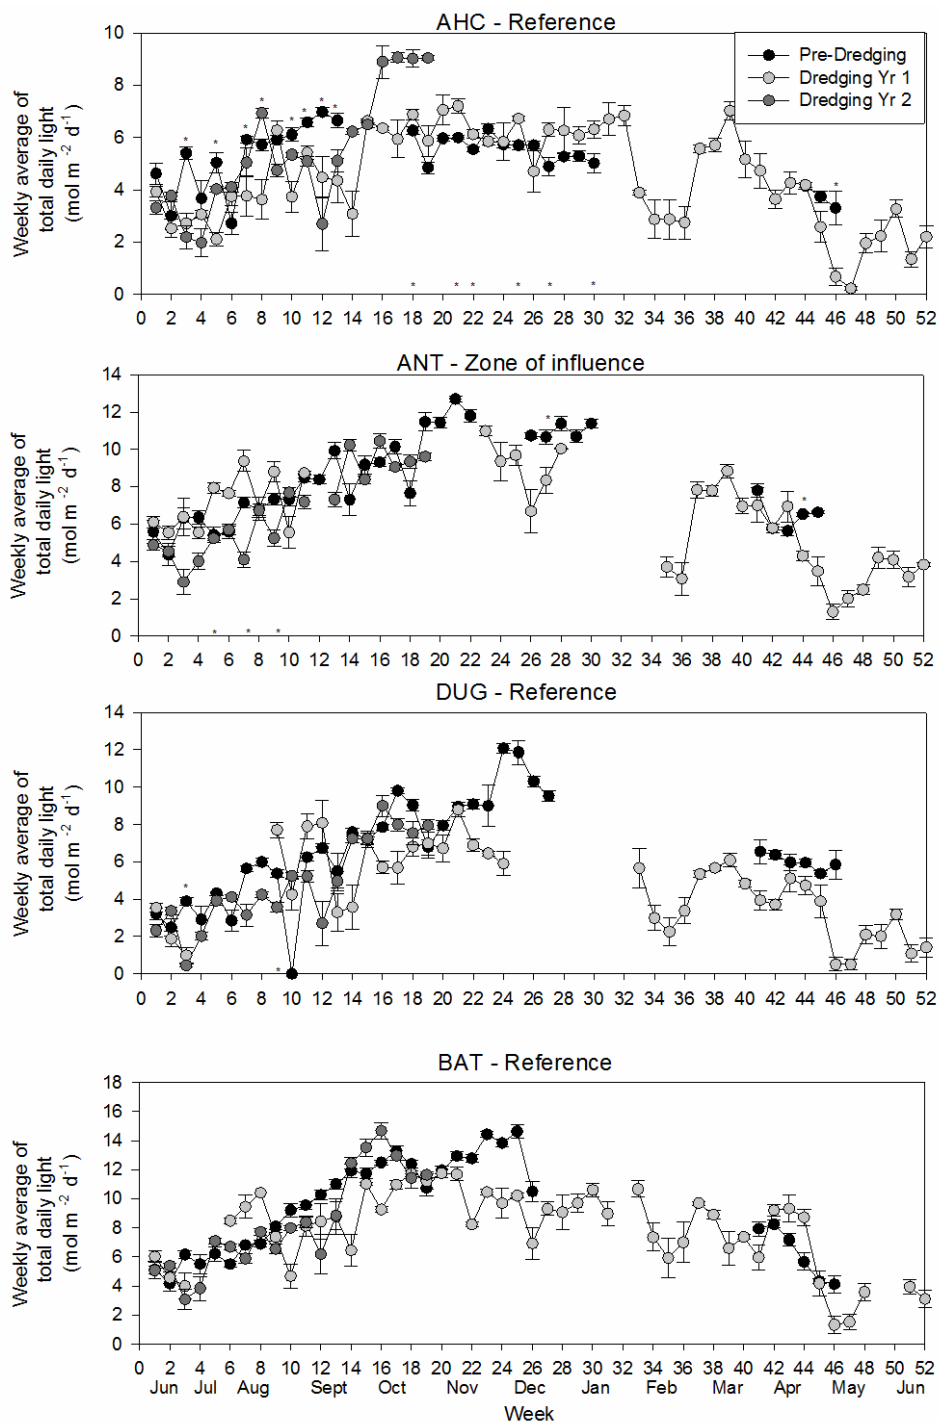 AHC - Reference
Weekly average of
total daily light
(mol m -2 d-1)
10
8
6
4
2
0
Pre-Dredging
Dredging Yr 1
Dredging Yr 2
* * * * * * * *
*
* * * * * *
0 2 4 6 8 10 12 14 16 18 20 22 24 26 28 30 32 34 36 38 40 42 44 46 48 50 52
ANT - Zone of influence
Weekly average of
total daily light
(mol m -2 d-1)
14
12
10
8
6
4
2
0
* *
* * *
0 2 4 6 8 10 12 14 16 18 20 22 24 26 28 30 32 34 36 38 40 42 44 46 48 50 52
DUG - Reference
Weekly average of
total daily light
(mol m -2 d-1)
14
12
10
8
6
4
2
0
*
*
0 2 4 6 8 10 12 14 16 18 20 22 24 26 28 30 32 34 36 38 40 42 44 46 48 50 52
BAT - Reference
Weekly average of
total daily light
(mol m -2 d-1)
18
16
14
12
10
8
6
4
2
0
0 2 4 6 8 10 12 14 16 18 20 22 24 26 28 30 32 34 36 38 40 42 44 46 48 50 52
Jun Jul Aug Sept Oct Nov Dec Jan Feb Mar Apr May Jun
Week